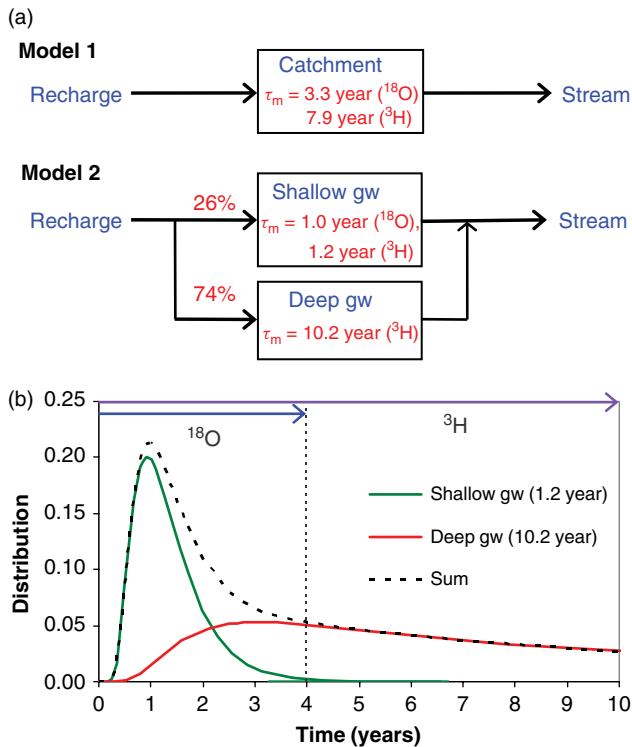 (a)
Model 1
Recharge
Catchment
τm = 3.3 year (¹⁸O)
7.9 year (³H)
Stream
Model 2
Recharge
26%
Shallow gw
τm = 1.0 year (¹⁸O),
1.2 year (³H)
Stream
74%
Deep gw
τm = 10.2 year (³H)
(b)
0.25
0.20
0.15
0.10
0.05
0.00
Distribution
¹⁸O
³H
Shallow gw (1.2 year)
Deep gw (10.2 year)
Sum
0 1 2 3 4 5 6 7 8 9 10
Time (years)